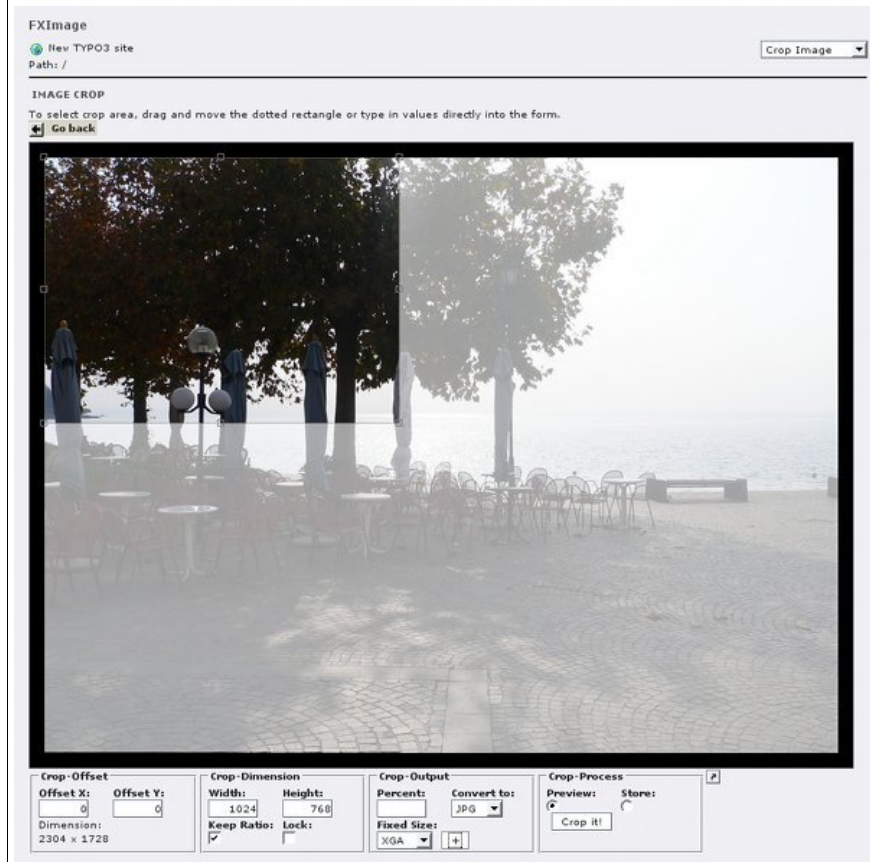 FXImage
New TYPO3 site
Crop Image
Path: /
IMAGE CROP
To select crop area, drag and move the dotted rectangle or type in values directly into the form.
Go back
Crop-Offset
Offset X: Offset Y:
0 0
Dimension:
2304 x 1728
Crop-Dimension
Width: Height:
1024 768
Keep Ratio: Lock:
Crop-Output
Percent: Convert to:
JPG
Fixed Size:
XGA [+]
Crop-Process
Preview: Store:
Crop it!